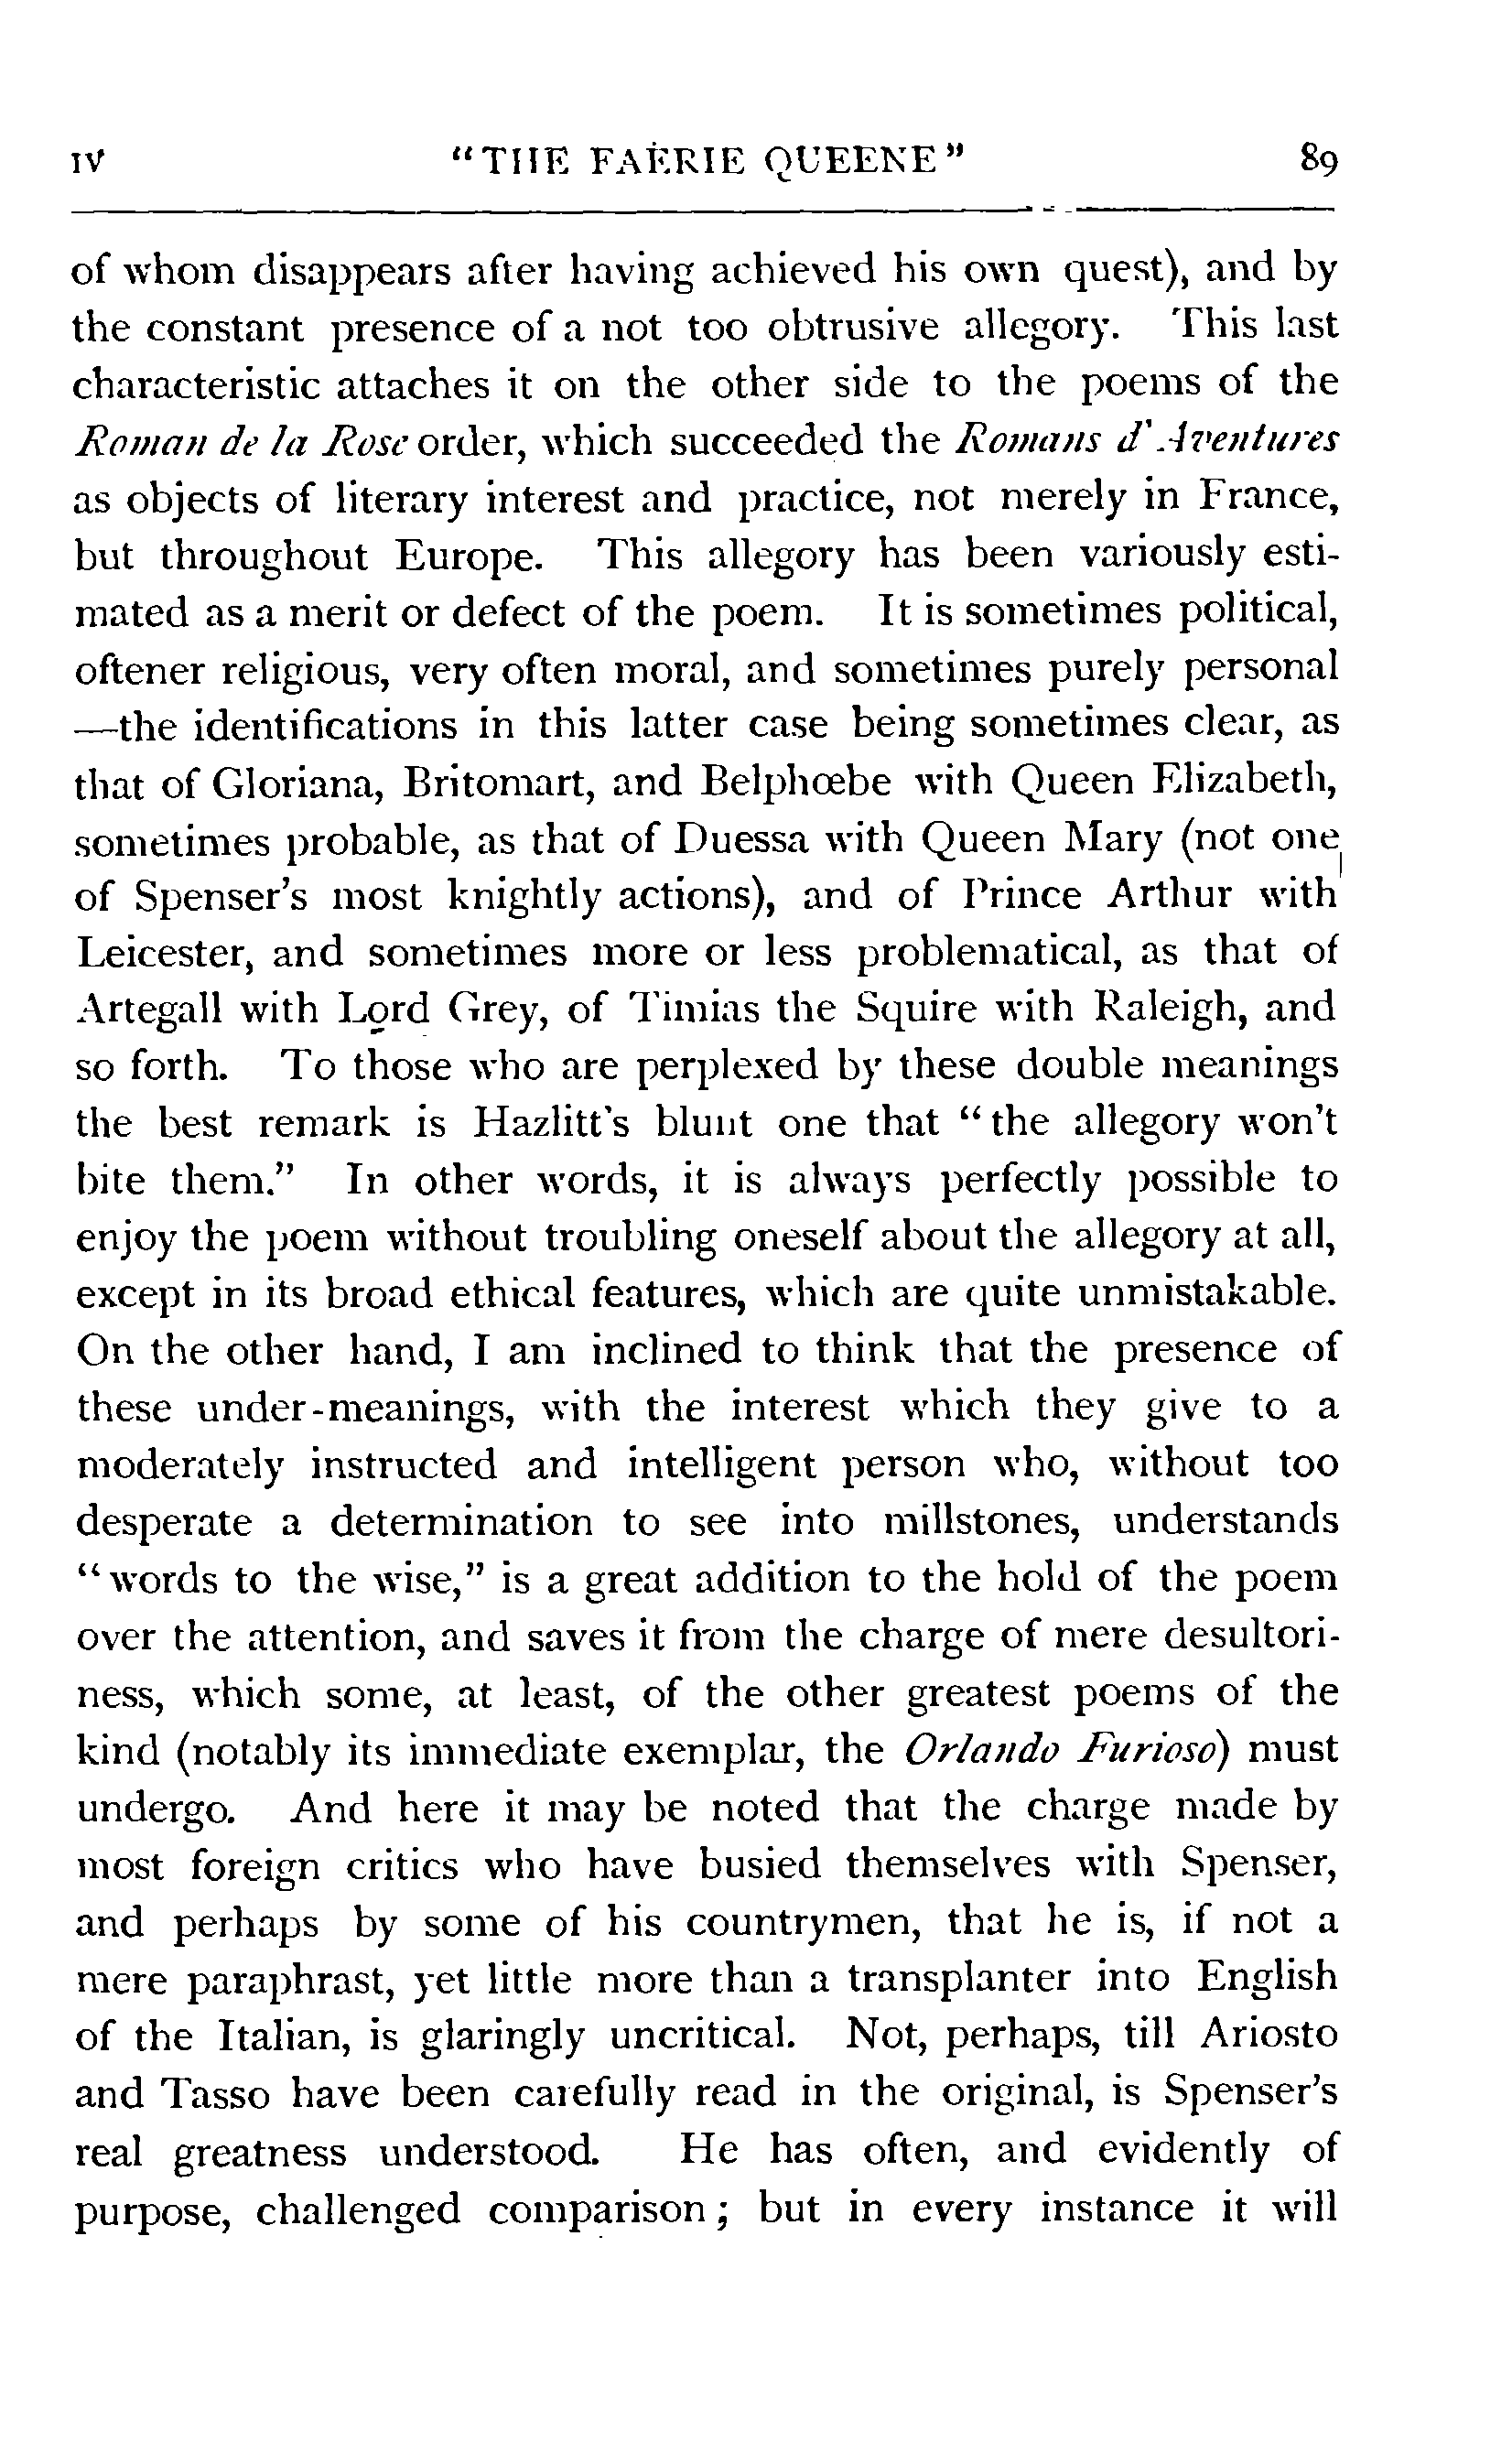 IV "THE FAËRIE QUEENE" 89
of whom disappears after having achieved his own quest), and by
the constant presence of a not too obtrusive allegory. This last
characteristic attaches it on the other side to the poems of the
Roman de la Rose order, which succeeded the Romans d'Aventures
as objects of literary interest and practice, not merely in France,
but throughout Europe. This allegory has been variously esti-
mated as a merit or defect of the poem. It is sometimes political,
oftener religious, very often moral, and sometimes purely personal
—the identifications in this latter case being sometimes clear, as
that of Gloriana, Britomart, and Belphœbe with Queen Elizabeth,
sometimes probable, as that of Duessa with Queen Mary (not one
of Spenser's most knightly actions), and of Prince Arthur with
Leicester, and sometimes more or less problematical, as that of
Artegall with Lord Grey, of Timias the Squire with Raleigh, and
so forth. To those who are perplexed by these double meanings
the best remark is Hazlitt's blunt one that "the allegory won't
bite them." In other words, it is always perfectly possible to
enjoy the poem without troubling oneself about the allegory at all,
except in its broad ethical features, which are quite unmistakable.
On the other hand, I am inclined to think that the presence of
these under-meanings, with the interest which they give to a
moderately instructed and intelligent person who, without too
desperate a determination to see into millstones, understands
"words to the wise," is a great addition to the hold of the poem
over the attention, and saves it from the charge of mere desultori-
ness, which some, at least, of the other greatest poems of the
kind (notably its immediate exemplar, the Orlando Furioso) must
undergo. And here it may be noted that the charge made by
most foreign critics who have busied themselves with Spenser,
and perhaps by some of his countrymen, that he is, if not a
mere paraphrast, yet little more than a transplanter into English
of the Italian, is glaringly uncritical. Not, perhaps, till Ariosto
and Tasso have been carefully read in the original, is Spenser's
real greatness understood. He has often, and evidently of
purpose, challenged comparison; but in every instance it will